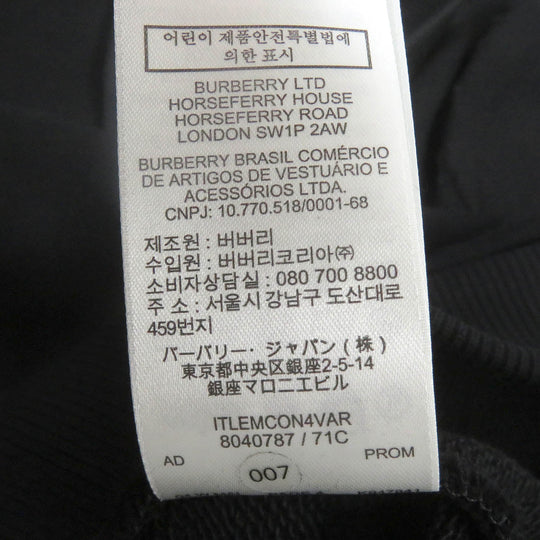 어린이 제품안전특별법에
의한 표시
BURBERRY LTD
HORSEFERRY HOUSE
HORSEFERRY ROAD
LONDON SW1P 2AW
BURBERRY BRASIL COMÉRCIO
DE ARTIGOS DE VESTUÁRIO E
ACESSÓRIOS LTDA.
CNPJ: 10.770.518/0001-68
제조원 : 버버리
수입원 : 버버리코리아㈜
소비자상담실 : 080 700 8800
주 소 : 서울시 강남구 도산대로
459번지
バーバリー・ジャパン ( 株 )
東京都中央区銀座2-5-14
銀座マロニエビル
ITLEMCON4VAR
8040787 / 71C
AD 007 PROM